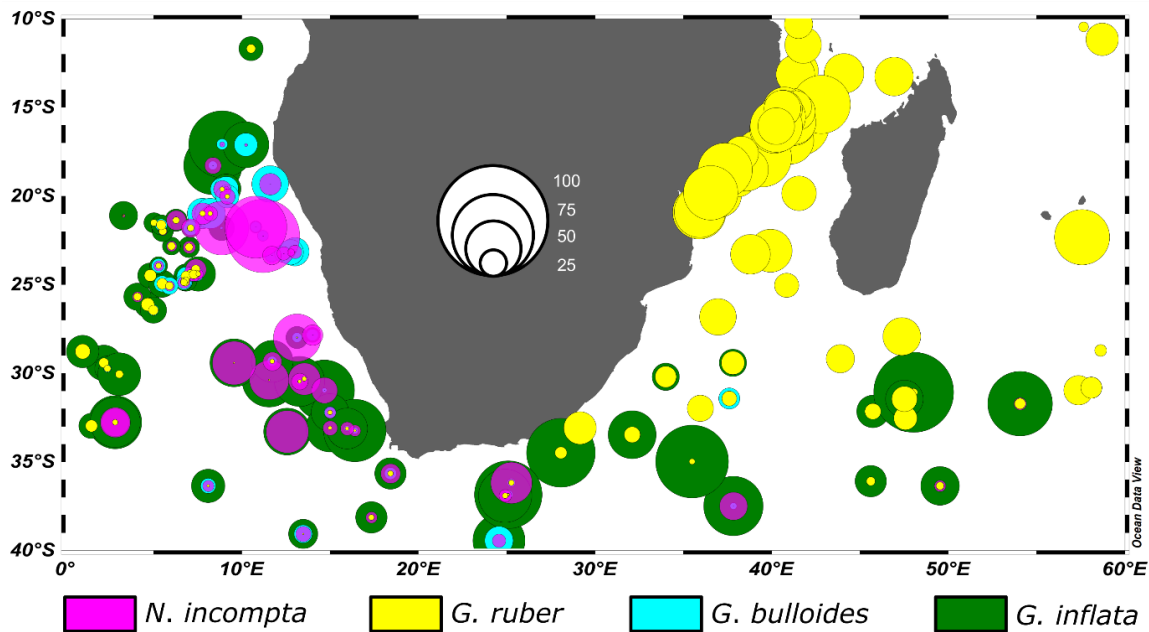 10°S
15°S
20°S
25°S
30°S
35°S
40°S
100
75
50
25
Ocean Data View
0°
10°E
20°E
30°E
40°E
50°E
60°E
N. incompta
G. ruber
G. bulloides
G. inflata